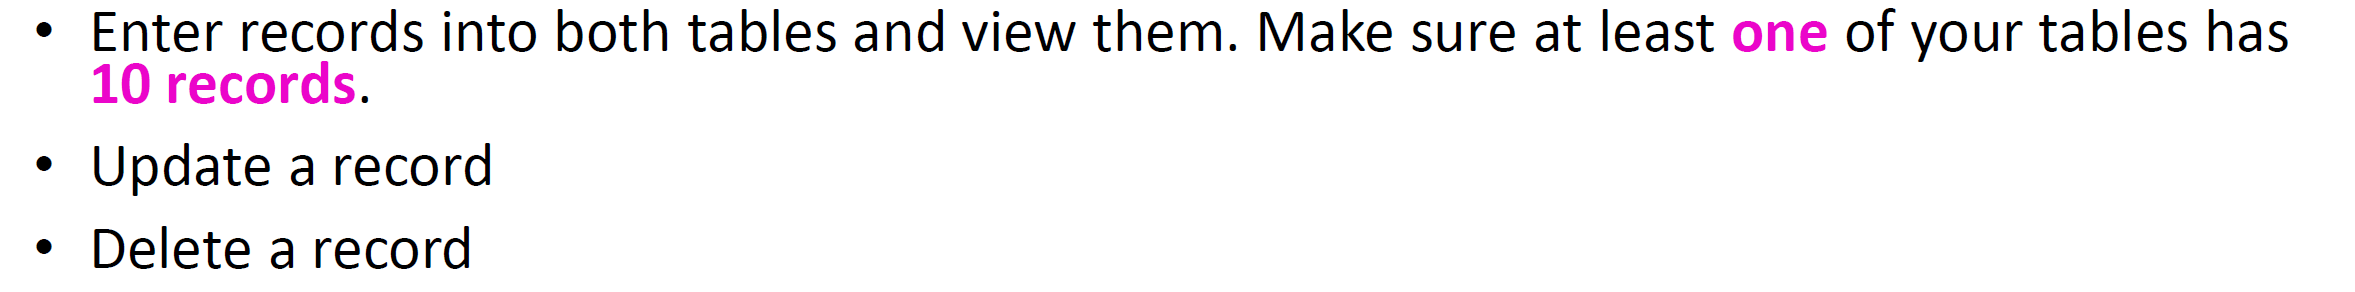 • Enter records into both tables and view them. Make sure at least one of your tables has
10 records.
• Update a record
• Delete a record